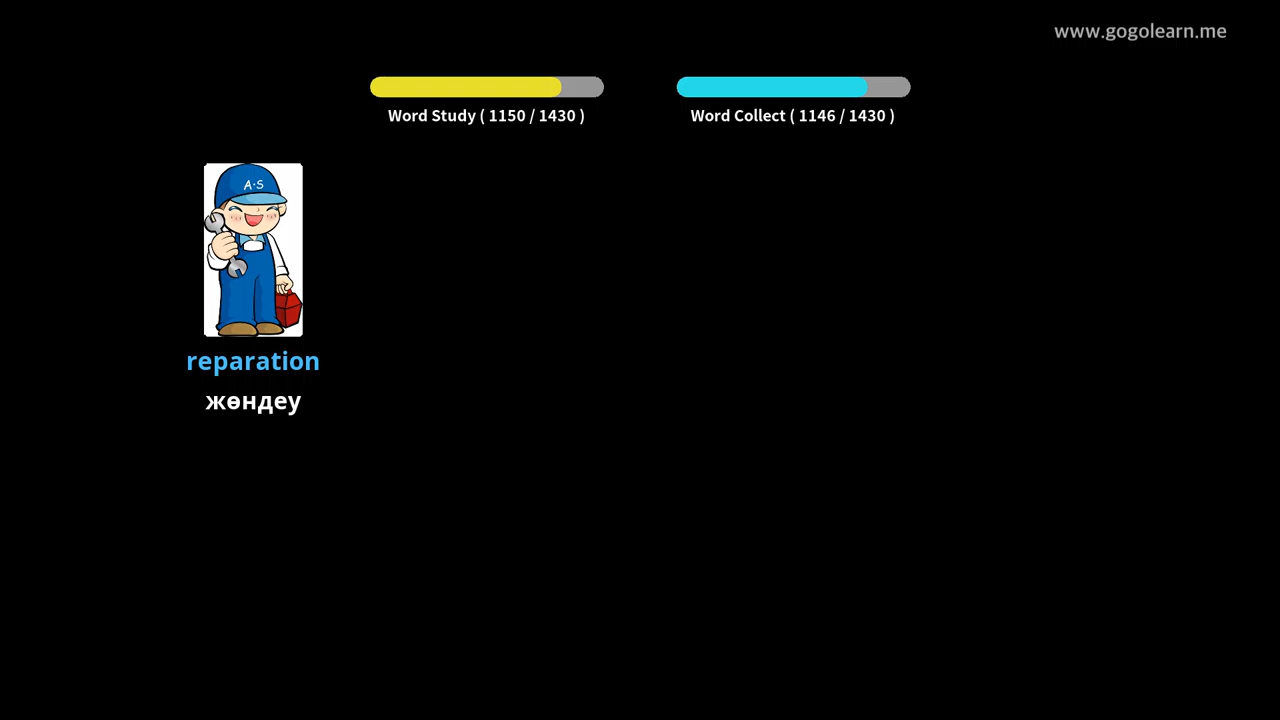 www.gogolearn.me
Word Study ( 1150 / 1430 )
Word Collect ( 1146 / 1430 )
A·S
reparation
жөндеу